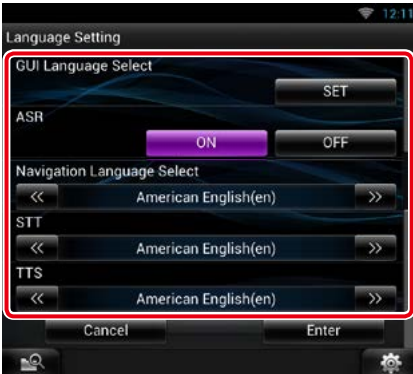 12:11
Language Setting
GUI Language Select
SET
ASR
ON OFF
Navigation Language Select
<< American English(en) >>
STT
<< American English(en) >>
TTS
<< American English(en) >>
Cancel Enter